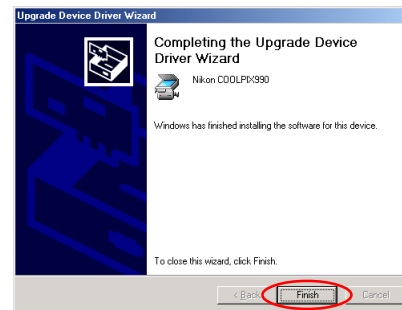 Upgrade Device Driver Wizard
Completing the Upgrade Device
Driver Wizard
Nikon COOLPIX990
Windows has finished installing the software for this device.
To close this wizard, click Finish.
< Back Finish Cancel